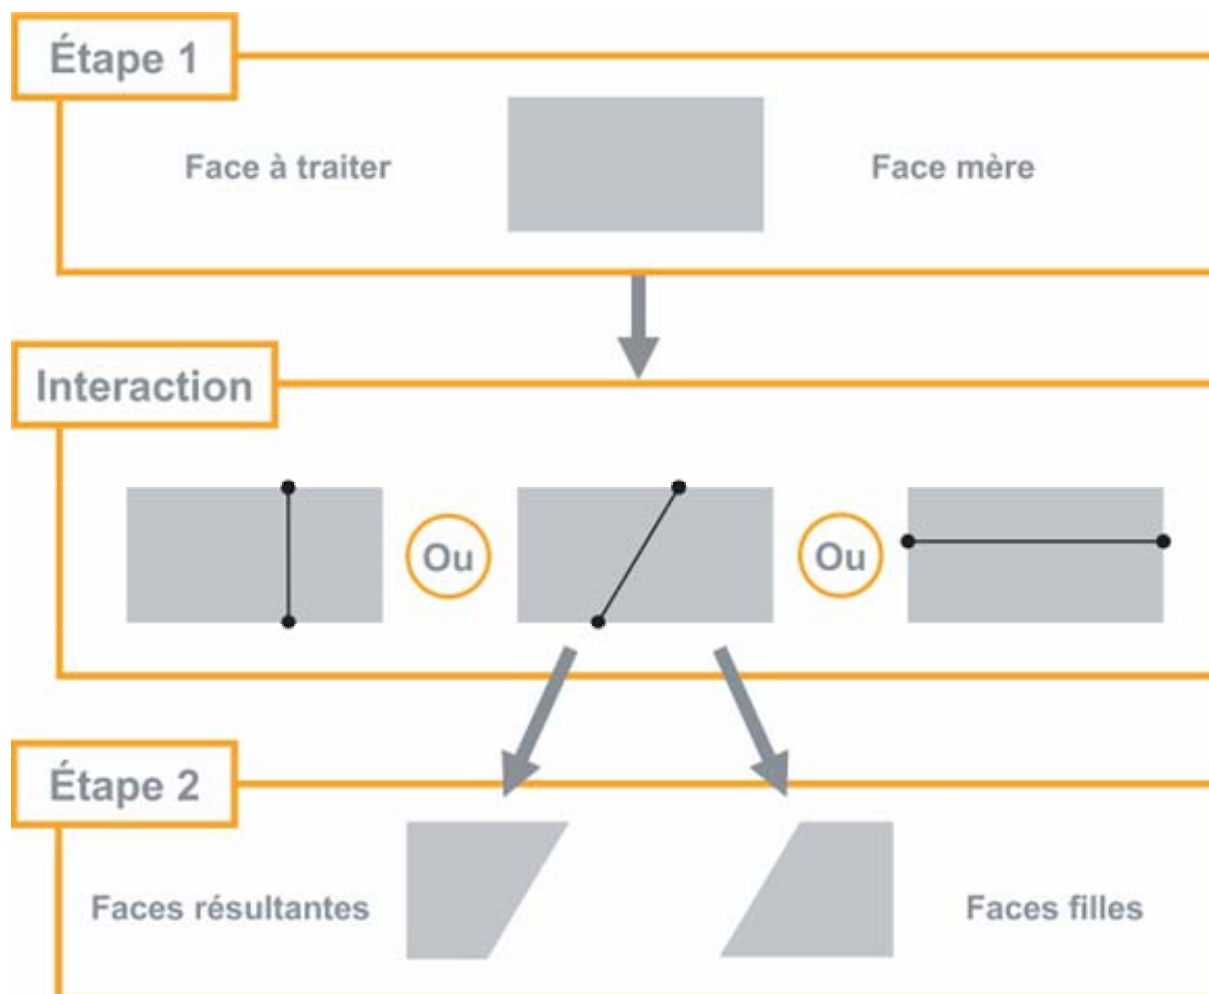 Étape 1
Face à traiter
Face mère
Interaction
Ou
Ou
Étape 2
Faces résultantes
Faces filles